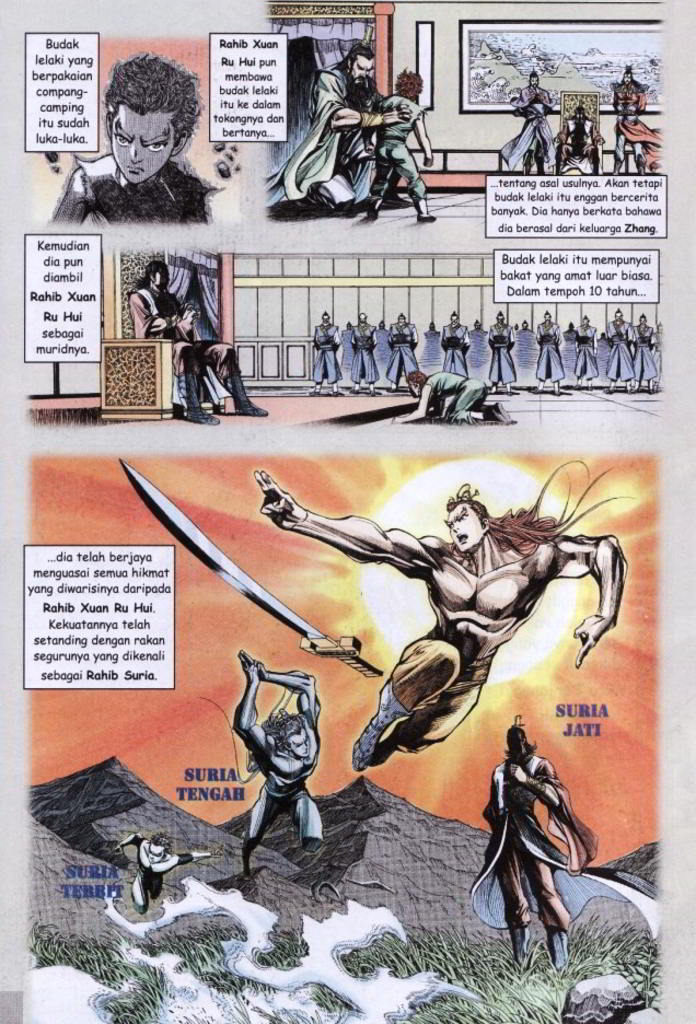 Budak
lelaki yang
berpakaian
compang-
camping
itu sudah
luka-luka.
Rahib Xuan
Ru Hui pun
membawa
budak lelaki
itu ke dalam
tokongnya dan
bertanya...
...tentang asal usulnya. Akan tetapi
budak lelaki itu enggan bercerita
banyak. Dia hanya berkata bahawa
dia berasal dari keluarga Zhang.
Kemudian
dia pun
diambil
Rahib Xuan
Ru Hui
sebagai
muridnya.
Budak lelaki itu mempunyai
bakat yang amat luar biasa.
Dalam tempoh 10 tahun...
...dia telah berjaya
menguasai semua hikmat
yang diwarisinya daripada
Rahib Xuan Ru Hui.
Kekuatannya telah
setanding dengan rakan
segurunya yang dikenali
sebagai Rahib Suria.
SURIA
JATI
SURIA
TENGAH
SURIA
TERBIT